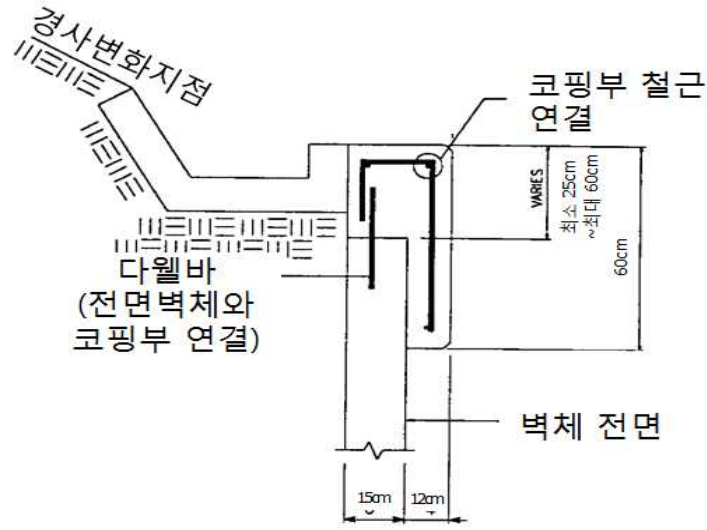 경사변화지점
코핑부 철근
연결
VARIES
최소 25cm
~최대 60cm
60cm
다웰바
(전면벽체와
코핑부 연결)
벽체 전면
15cm
12cm